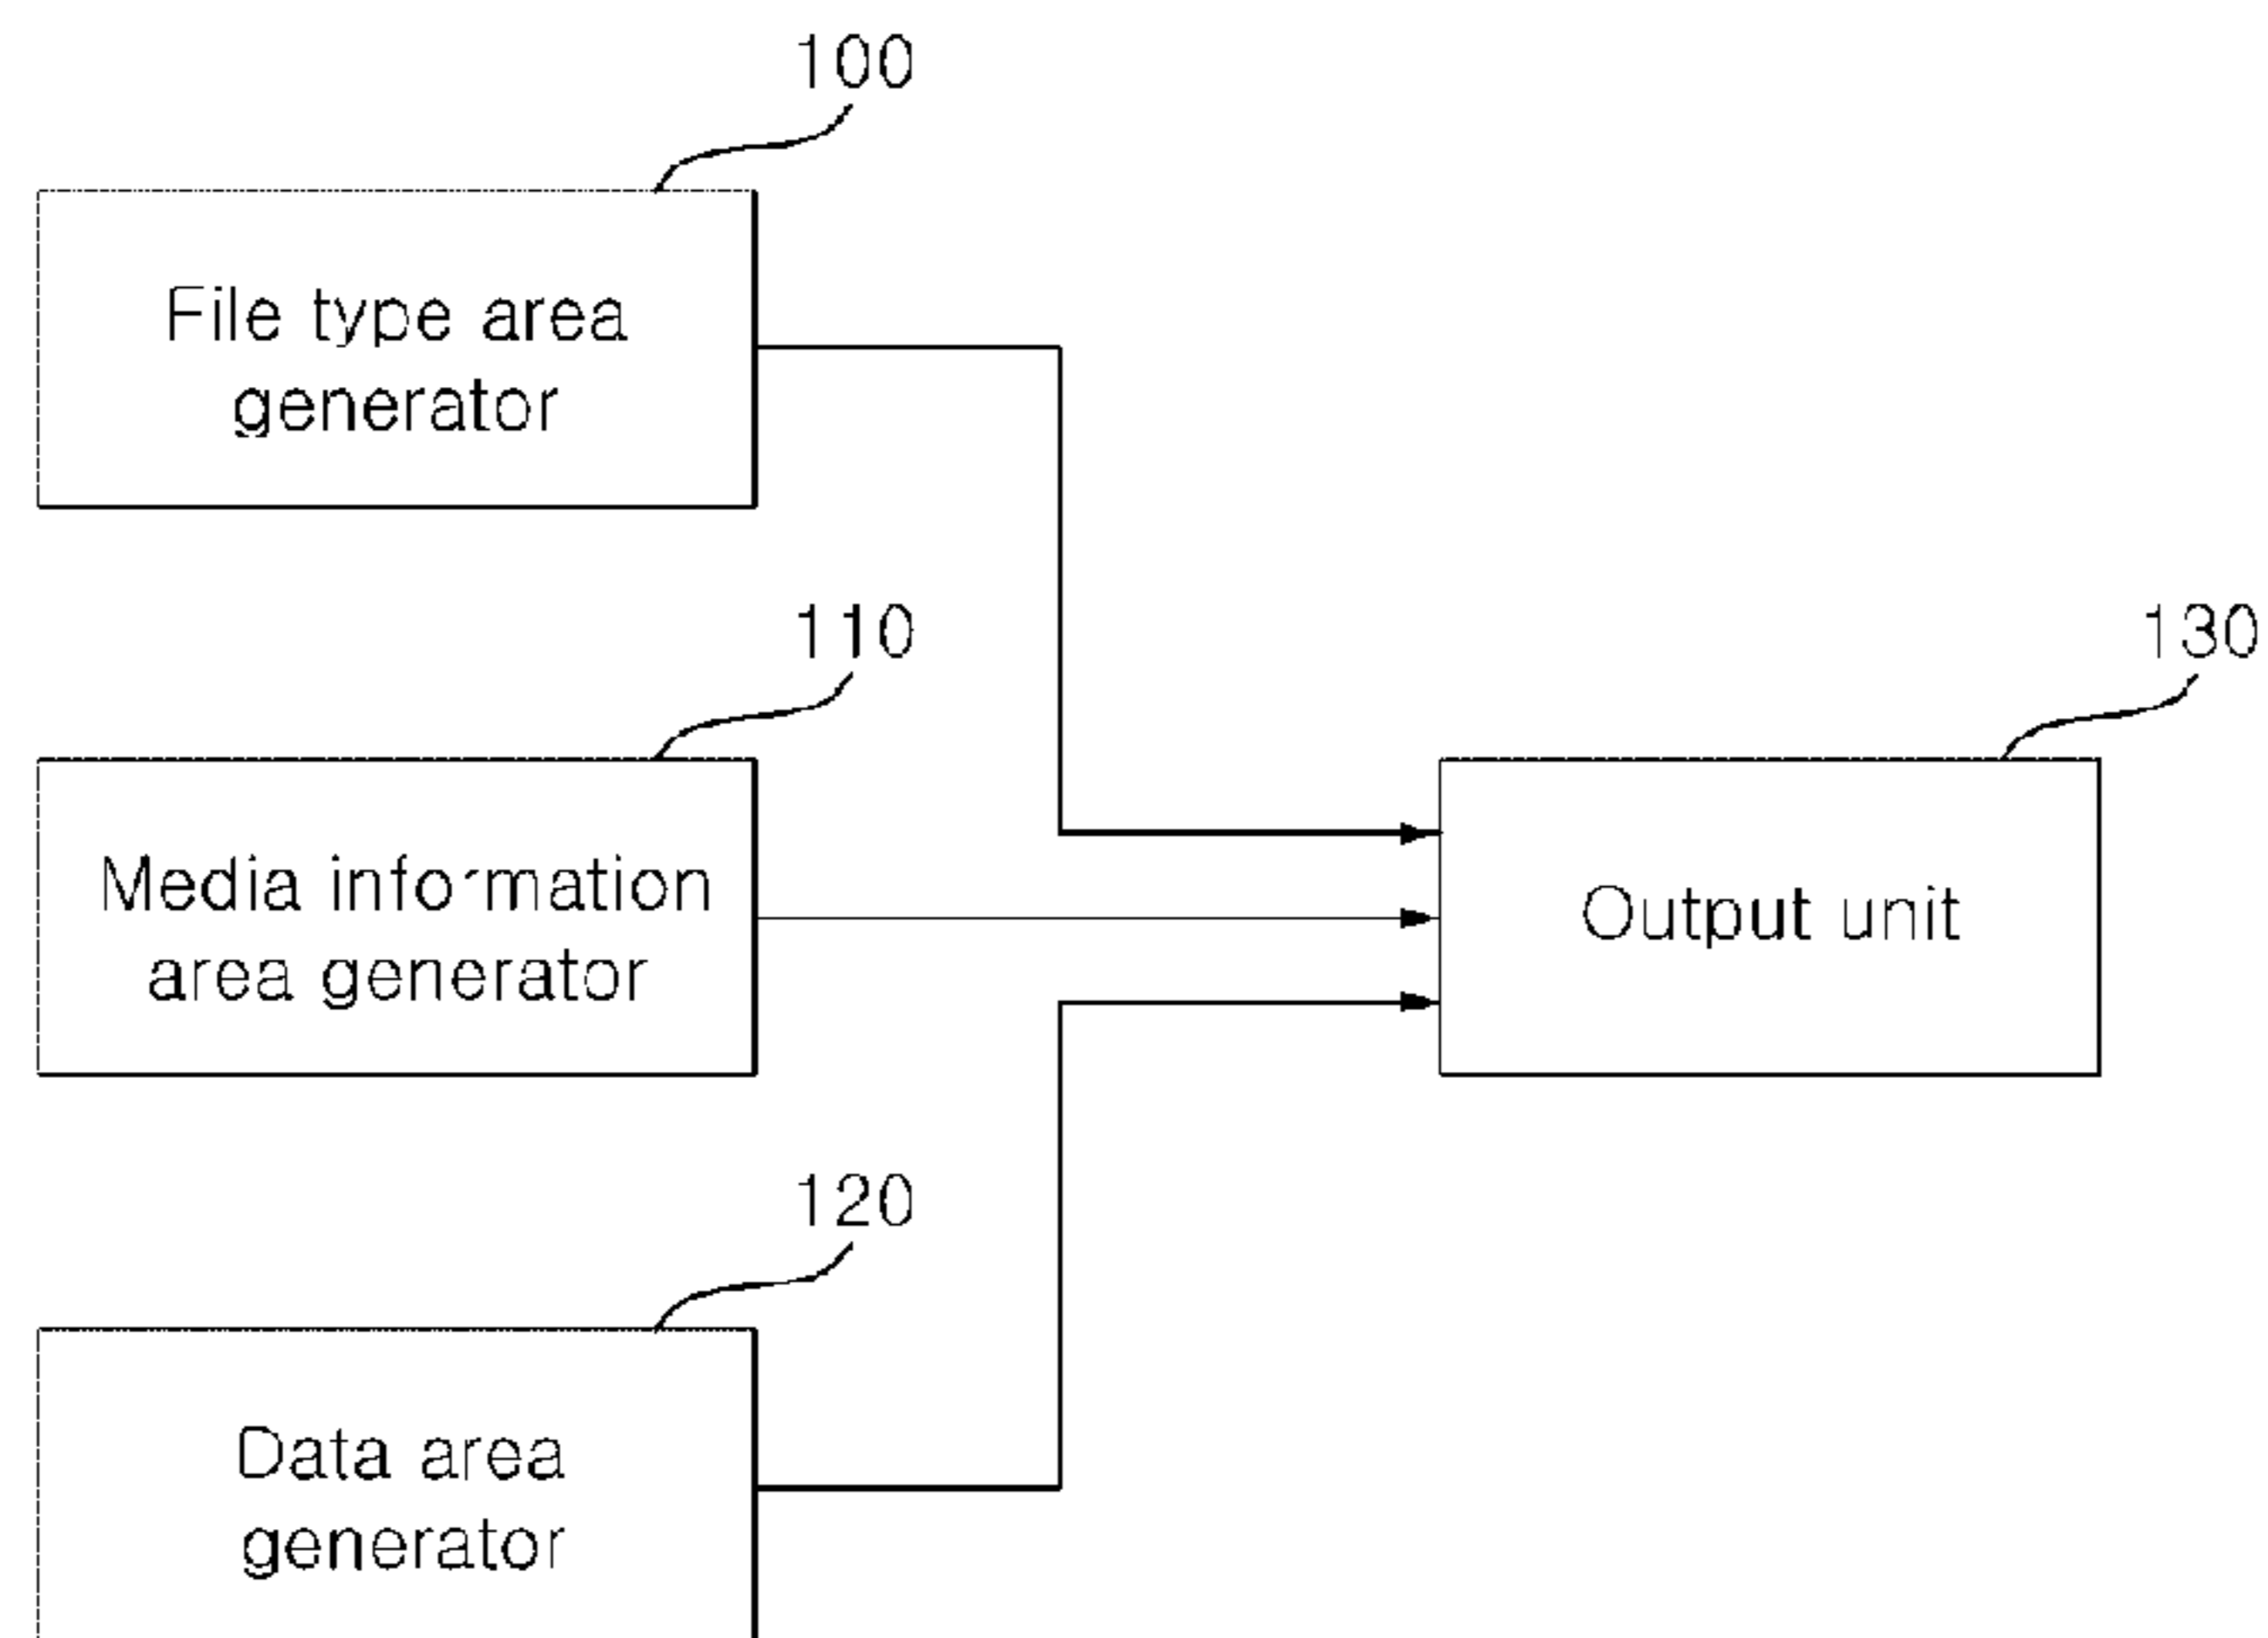 100
File type area
generator
110
130
Media information
area generator
Output unit
120
Data area
generator